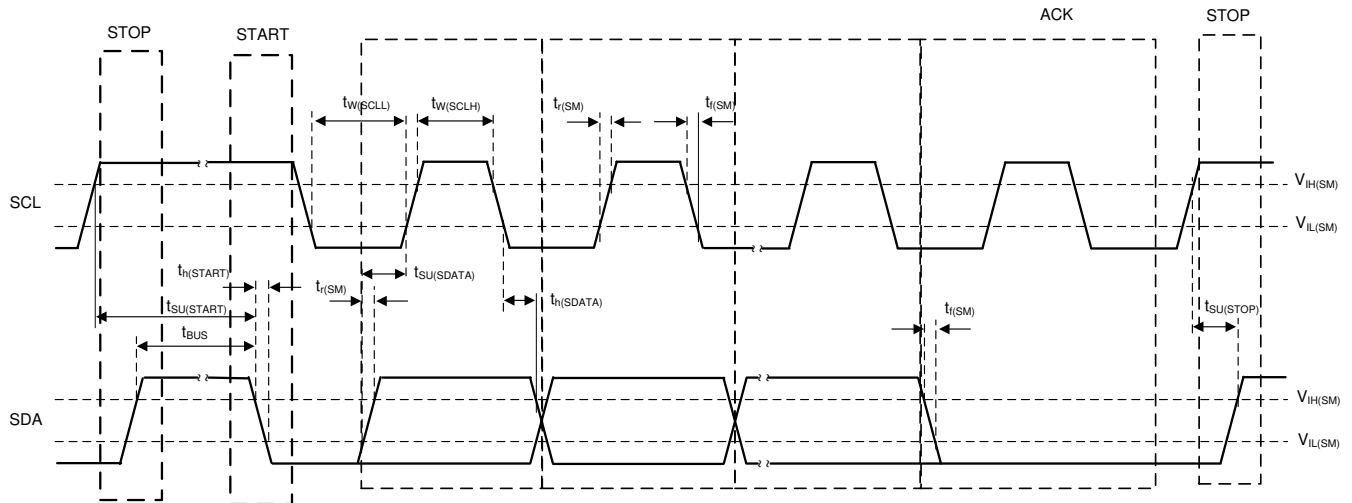 STOP START ACK STOP
tW(SCLL) tW(SCLH) tr(SM) tf(SM)
SCL
VIH(SM)
VIL(SM)
th(START) tr(SM) tSU(SDATA) th(SDATA)
tSU(START) tf(SM) tSU(STOP)
tBUS
SDA
VIH(SM)
VIL(SM)